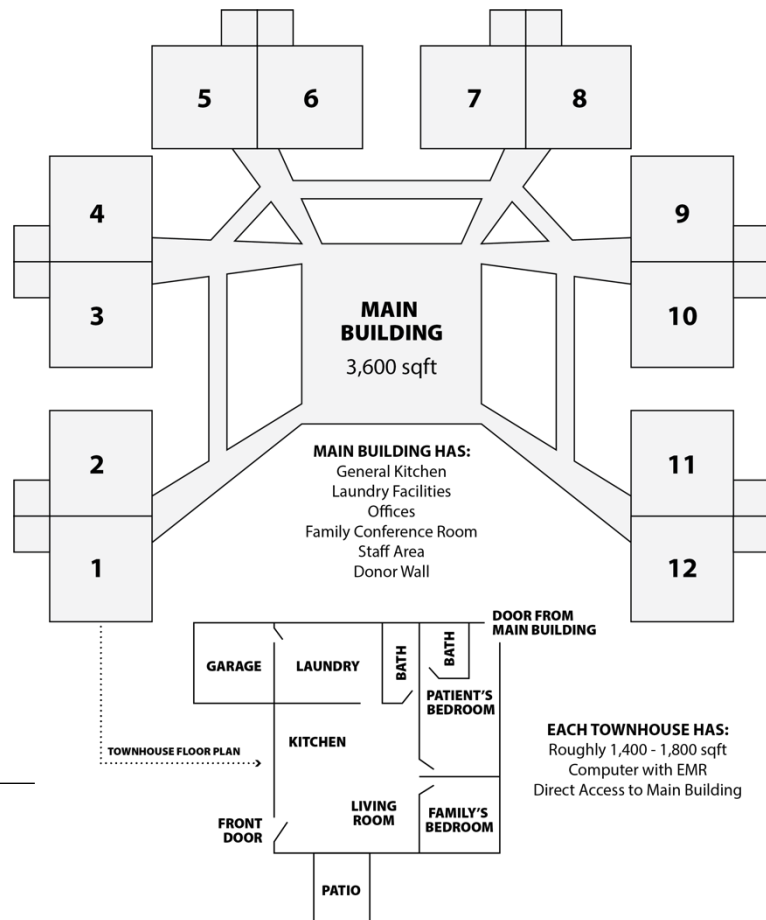 5
6
7
8
4
9
3
10
MAIN
BUILDING
3,600 sqft
2
11
1
12
MAIN BUILDING HAS:
General Kitchen
Laundry Facilities
Offices
Family Conference Room
Staff Area
Donor Wall
DOOR FROM
MAIN BUILDING
GARAGE
LAUNDRY
BATH
BATH
PATIENT'S
BEDROOM
KITCHEN
TOWNHOUSE FLOOR PLAN
LIVING
ROOM
FAMILY'S
BEDROOM
FRONT
DOOR
PATIO
EACH TOWNHOUSE HAS:
Roughly 1,400 - 1,800 sqft
Computer with EMR
Direct Access to Main Building